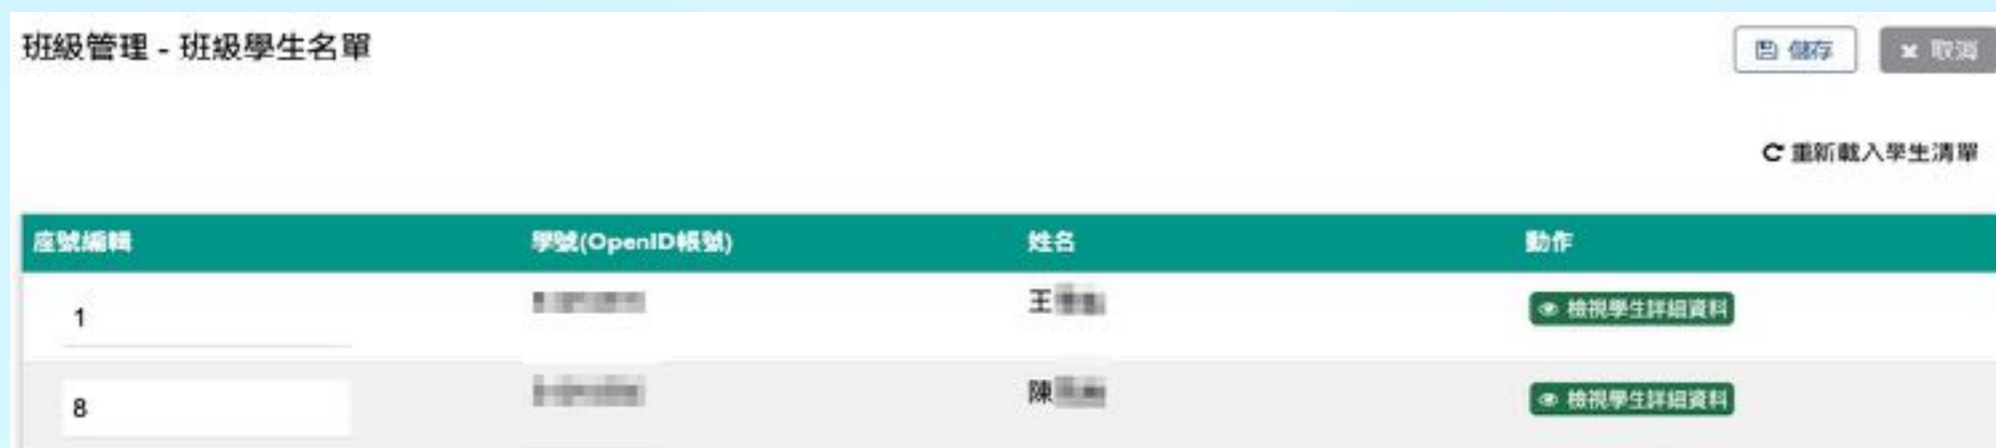 班級管理 - 班級學生名單
儲存 取消
重新載入學生清單
座號編輯 學號(OpenID帳號) 姓名 動作
1 王 檢視學生詳細資料
8 陳 檢視學生詳細資料